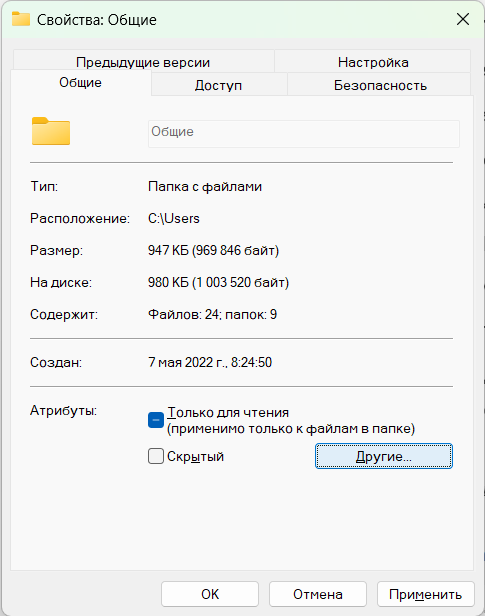 Свойства: Общие
Предыдущие версии Настройка
Общие Доступ Безопасность
Общие
Тип: Папка с файлами
Расположение: C:\Users
Размер: 947 КБ (969 846 байт)
На диске: 980 КБ (1 003 520 байт)
Содержит: Файлов: 24; папок: 9
Создан: 7 мая 2022 г., 8:24:50
Атрибуты: Только для чтения
(применимо только к файлам в папке)
Скрытый Другие...
ОК Отмена Применить